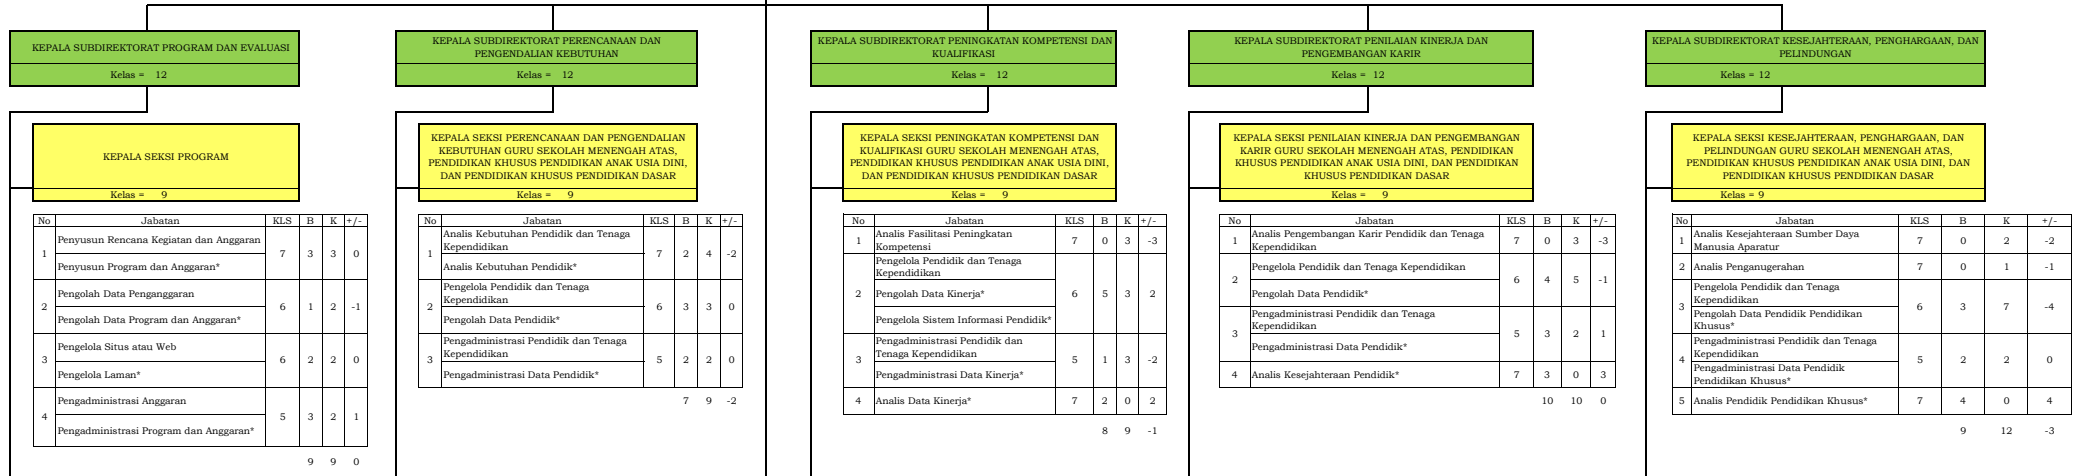 KEPALA SUBDIREKTORAT PROGRAM DAN EVALUASI
Kelas = 12
KEPALA SEKSI PROGRAM
Kelas = 9
No Jabatan KLS B K +/-
1 Penyusun Rencana Kegiatan dan Anggaran 7 3 3 0
Penyusun Program dan Anggaran*
2 Pengolah Data Penganggaran 6 1 2 -1
Pengolah Data Program dan Anggaran*
3 Pengelola Situs atau Web 6 2 2 0
Pengelola Laman*
4 Pengadministrasi Anggaran 5 3 2 1
Pengadministrasi Program dan Anggaran*
9 9 0
KEPALA SUBDIREKTORAT PERENCANAAN DAN
PENGENDALIAN KEBUTUHAN
Kelas = 12
KEPALA SEKSI PERENCANAAN DAN PENGENDALIAN
KEBUTUHAN GURU SEKOLAH MENENGAH ATAS,
PENDIDIKAN KHUSUS PENDIDIKAN ANAK USIA DINI,
DAN PENDIDIKAN KHUSUS PENDIDIKAN DASAR
Kelas = 9
No Jabatan KLS B K +/-
1 Analis Kebutuhan Pendidik dan Tenaga
Kependidikan 7 2 4 -2
Analis Kebutuhan Pendidik*
2 Pengelola Pendidik dan Tenaga
Kependidikan 6 3 3 0
Pengolah Data Pendidik*
3 Pengadministrasi Pendidik dan Tenaga
Kependidikan 5 2 2 0
Pengadministrasi Data Pendidik*
7 9 -2
KEPALA SUBDIREKTORAT PENINGKATAN KOMPETENSI DAN
KUALIFIKASI
Kelas = 12
KEPALA SEKSI PENINGKATAN KOMPETENSI DAN
KUALIFIKASI GURU SEKOLAH MENENGAH ATAS,
PENDIDIKAN KHUSUS PENDIDIKAN ANAK USIA DINI,
DAN PENDIDIKAN KHUSUS PENDIDIKAN DASAR
Kelas = 9
No Jabatan KLS B K +/-
1 Analis Fasilitasi Peningkatan
Kompetensi 7 0 3 -3
Pengelola Pendidik dan Tenaga
Kependidikan
2 Pengolah Data Kinerja* 6 5 3 2
Pengelola Sistem Informasi Pendidik*
3 Pengadministrasi Pendidik dan
Tenaga Kependidikan 5 1 3 -2
Pengadministrasi Data Kinerja*
4 Analis Data Kinerja* 7 2 0 2
8 9 -1
KEPALA SUBDIREKTORAT PENILAIAN KINERJA DAN
PENGEMBANGAN KARIR
Kelas = 12
KEPALA SEKSI PENILAIAN KINERJA DAN PENGEMBANGAN
KARIR GURU SEKOLAH MENENGAH ATAS, PENDIDIKAN
KHUSUS PENDIDIKAN ANAK USIA DINI, DAN PENDIDIKAN
KHUSUS PENDIDIKAN DASAR
Kelas = 9
No Jabatan KLS B K +/-
1 Analis Pengembangan Karir Pendidik dan Tenaga
Kependidikan 7 0 3 -3
2 Pengelola Pendidik dan Tenaga Kependidikan 6 4 5 -1
Pengolah Data Pendidik*
3 Pengadministrasi Pendidik dan Tenaga
Kependidikan 5 3 2 1
Pengadministrasi Data Pendidik*
4 Analis Kesejahteraan Pendidik* 7 3 0 3
10 10 0
KEPALA SUBDIREKTORAT KESEJAHTERAAN, PENGHARGAAN, DAN
PELINDUNGAN
Kelas = 12
KEPALA SEKSI KESEJAHTERAAN, PENGHARGAAN, DAN
PELINDUNGAN GURU SEKOLAH MENENGAH ATAS,
PENDIDIKAN KHUSUS PENDIDIKAN ANAK USIA DINI, DAN
PENDIDIKAN KHUSUS PENDIDIKAN DASAR
Kelas = 9
No Jabatan KLS B K +/-
1 Analis Kesejahteraan Sumber Daya
Manusia Aparatur 7 0 2 -2
2 Analis Penganugerahan 7 0 1 -1
3 Pengelola Pendidik dan Tenaga
Kependidikan 6 3 7 -4
Pengolah Data Pendidik Pendidikan
Khusus*
4 Pengadministrasi Pendidik dan Tenaga
Kependidikan 5 2 2 0
Pengadministrasi Data Pendidik
Pendidikan Khusus*
5 Analis Pendidik Pendidikan Khusus* 7 4 0 4
9 12 -3